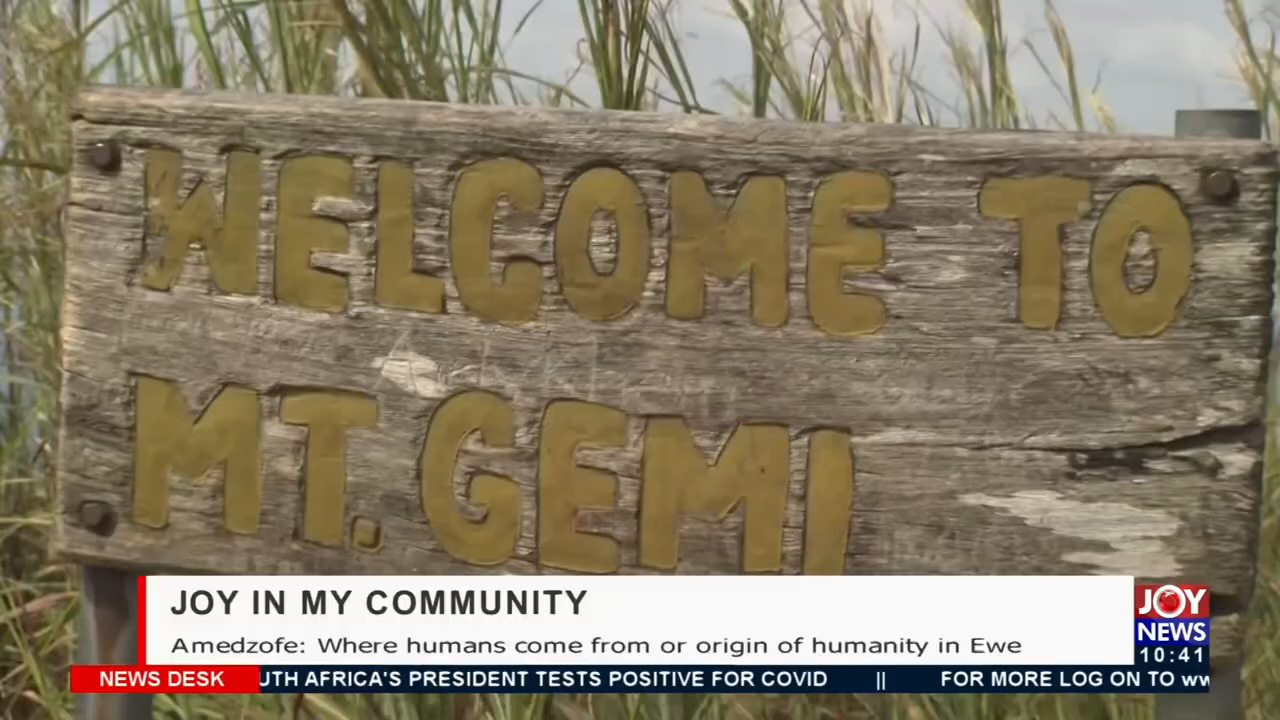 WELCOME TO
MT. GEMI
JOY IN MY COMMUNITY
Amedzofe: Where humans come from or origin of humanity in Ewe
JOY
NEWS
10:41
NEWS DESK
UTH AFRICA'S PRESIDENT TESTS POSITIVE FOR COVID || FOR MORE LOG ON TO ww